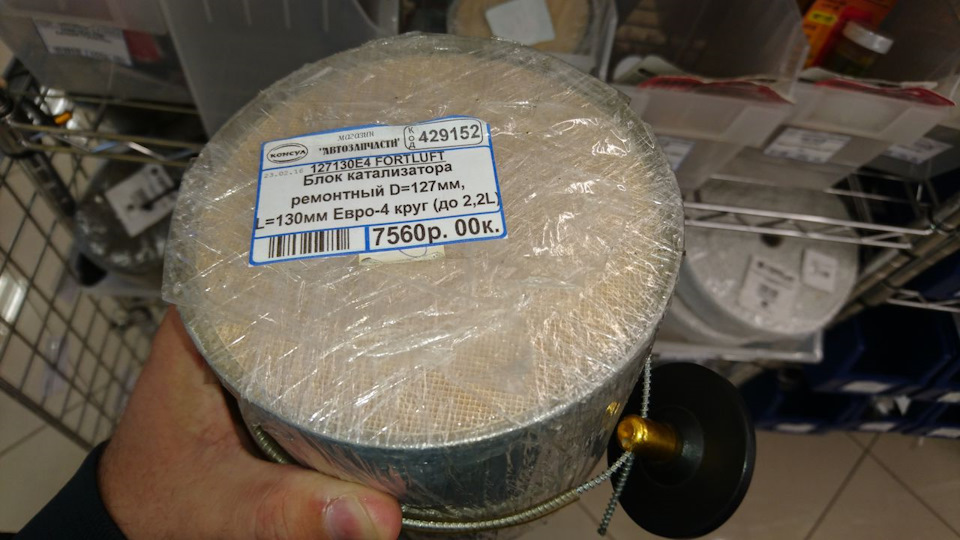 магазин
"АВТОЗАПЧАСТИ"
КОНСУЛ
Код 429152
23.02.16 127130E4 FORTLUFT
Блок катализатора
ремонтный D=127мм,
L=130мм Евро-4 круг (до 2,2L)
7560р. 00к.